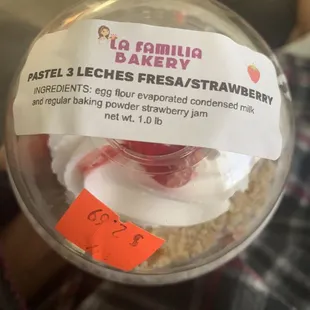 LA FAMILIA
BAKERY
PASTEL 3 LECHES FRESA/STRAWBERRY
INGREDIENTS: egg flour evaporated condensed milk
and regular baking powder strawberry jam
net wt. 1.0 lb
$ 2.69